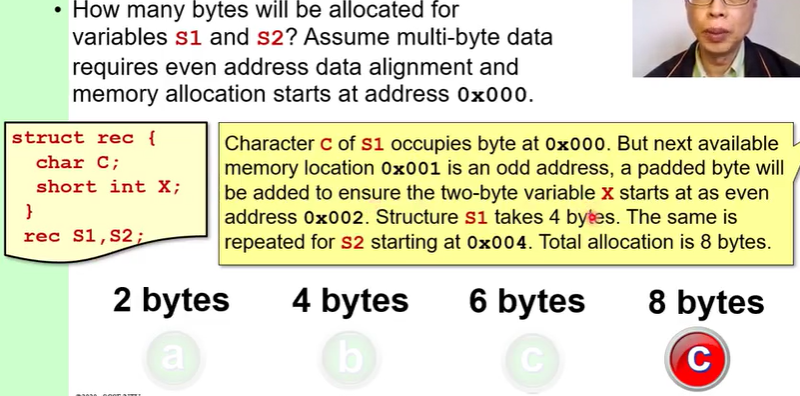 • How many bytes will be allocated for
variables S1 and S2? Assume multi-byte data
requires even address data alignment and
memory allocation starts at address 0x000.
struct rec {
char C;
short int X;
}
rec S1,S2;
Character C of S1 occupies byte at 0x000. But next available
memory location 0x001 is an odd address, a padded byte will
be added to ensure the two-byte variable X starts at as even
address 0x002. Structure S1 takes 4 bytes. The same is
repeated for S2 starting at 0x004. Total allocation is 8 bytes.
2 bytes 4 bytes 6 bytes 8 bytes
a b c C